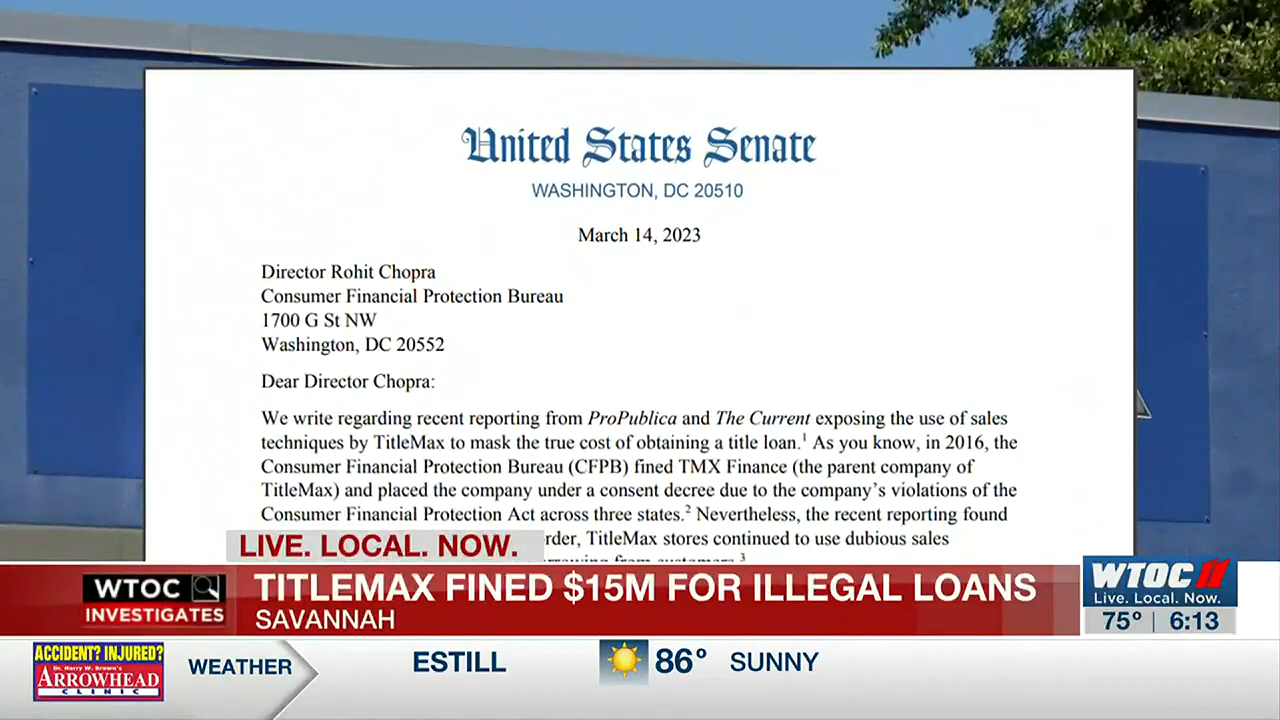 United States Senate
WASHINGTON, DC 20510
March 14, 2023
Director Rohit Chopra
Consumer Financial Protection Bureau
1700 G St NW
Washington, DC 20552
Dear Director Chopra:
We write regarding recent reporting from ProPublica and The Current exposing the use of sales
techniques by TitleMax to mask the true cost of obtaining a title loan.1 As you know, in 2016, the
Consumer Financial Protection Bureau (CFPB) fined TMX Finance (the parent company of
TitleMax) and placed the company under a consent decree due to the company's violations of the
Consumer Financial Protection Act across three states.2 Nevertheless, the recent reporting found
order, TitleMax stores continued to use dubious sales
from customers.3
LIVE. LOCAL. NOW.
WTOC
INVESTIGATES
TITLEMAX FINED $15M FOR ILLEGAL LOANS
SAVANNAH
WTOC 11
Live. Local. Now.
75° | 6:13
ACCIDENT? INJURED?
Dr. Harry W. Brown's
ARROWHEAD
CLINIC
WEATHER
ESTILL
86° SUNNY